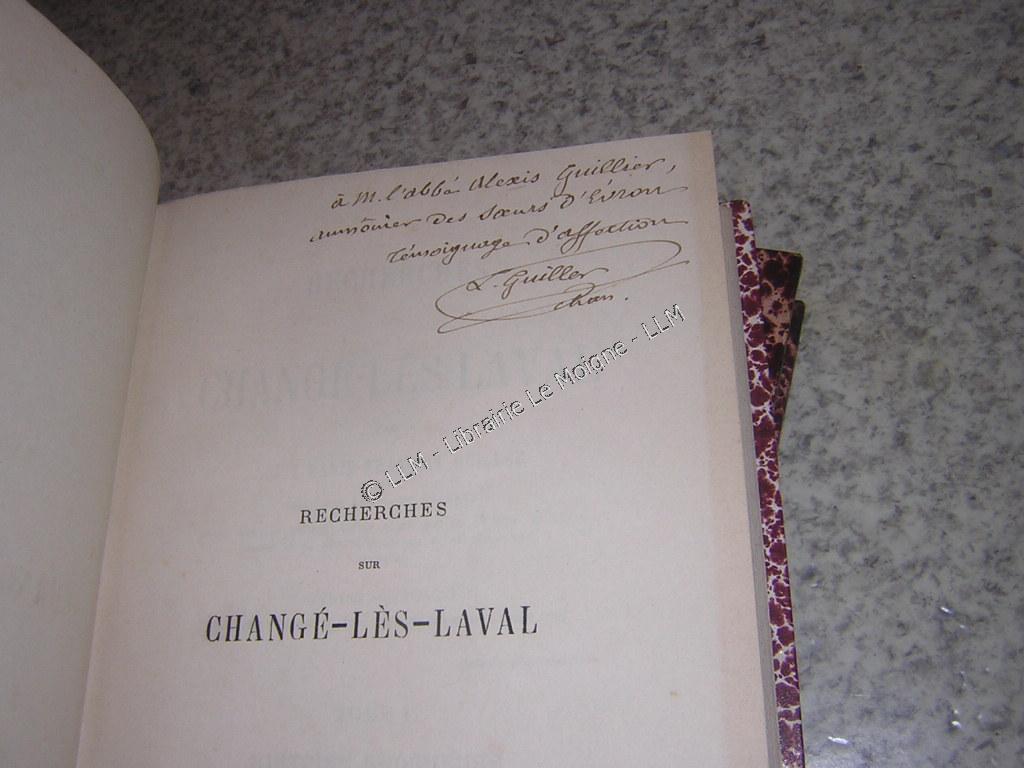 à M. l'abbé Alexis Guillier,
aumônier des Sœurs d'Evron
témoignage d'affection
L. Guiller
chan.
© LLM - Librairie Le Moigne - LLM
RECHERCHES
SUR
CHANGÉ-LÈS-LAVAL